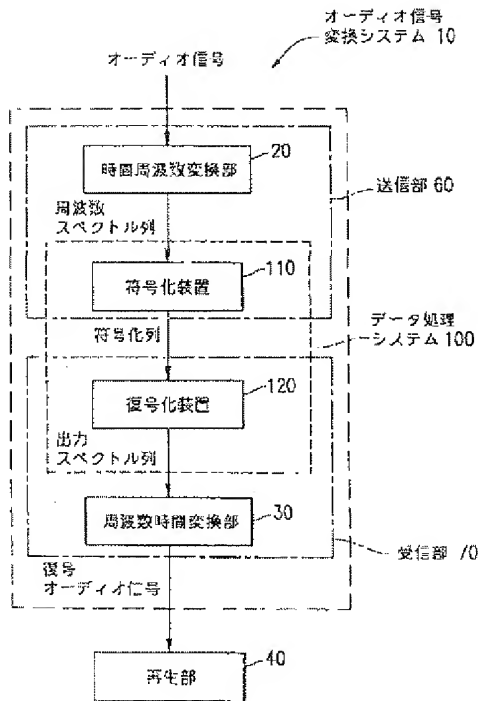 オーディオ信号
変換システム 10
オーディオ信号
20
時間周波数変換部
送信部 60
周波数
スペクトル列
110
符号化装置
符号化列
データ処理
システム 100
120
復号化装置
出力
スペクトル列
30
周波数時間変換部
受信部 70
復号
オーディオ信号
40
再生部